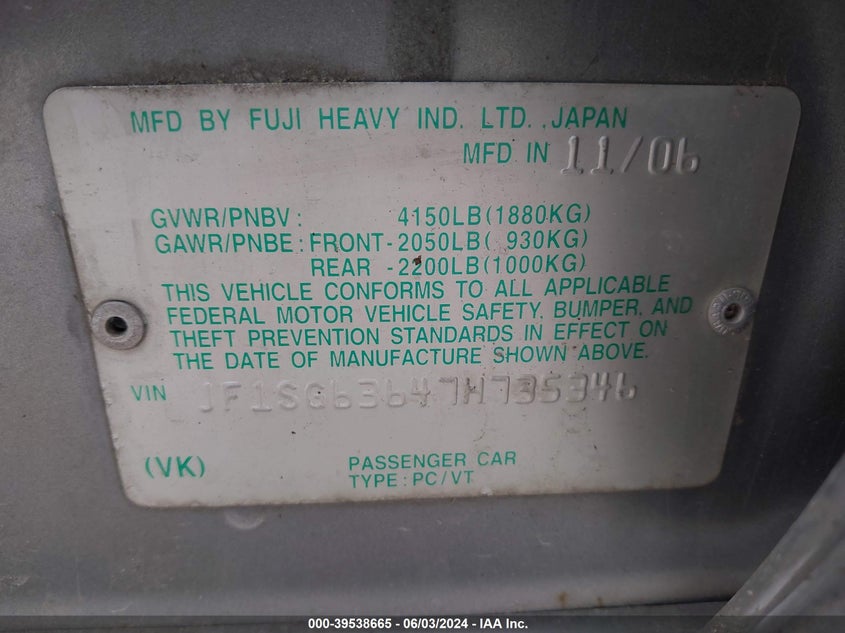 MFD BY FUJI HEAVY IND. LTD. ,JAPAN
MFD IN 11/06
GVWR/PNBV: 4150LB(1880KG)
GAWR/PNBE: FRONT-2050LB( 930KG)
REAR -2200LB(1000KG)
THIS VEHICLE CONFORMS TO ALL APPLICABLE
FEDERAL MOTOR VEHICLE SAFETY, BUMPER, AND
THEFT PREVENTION STANDARDS IN EFFECT ON
THE DATE OF MANUFACTURE SHOWN ABOVE.
VIN JF1SG63647H735346
(VK) PASSENGER CAR
TYPE: PC/VT
000-39538665 - 06/03/2024 - IAA Inc.